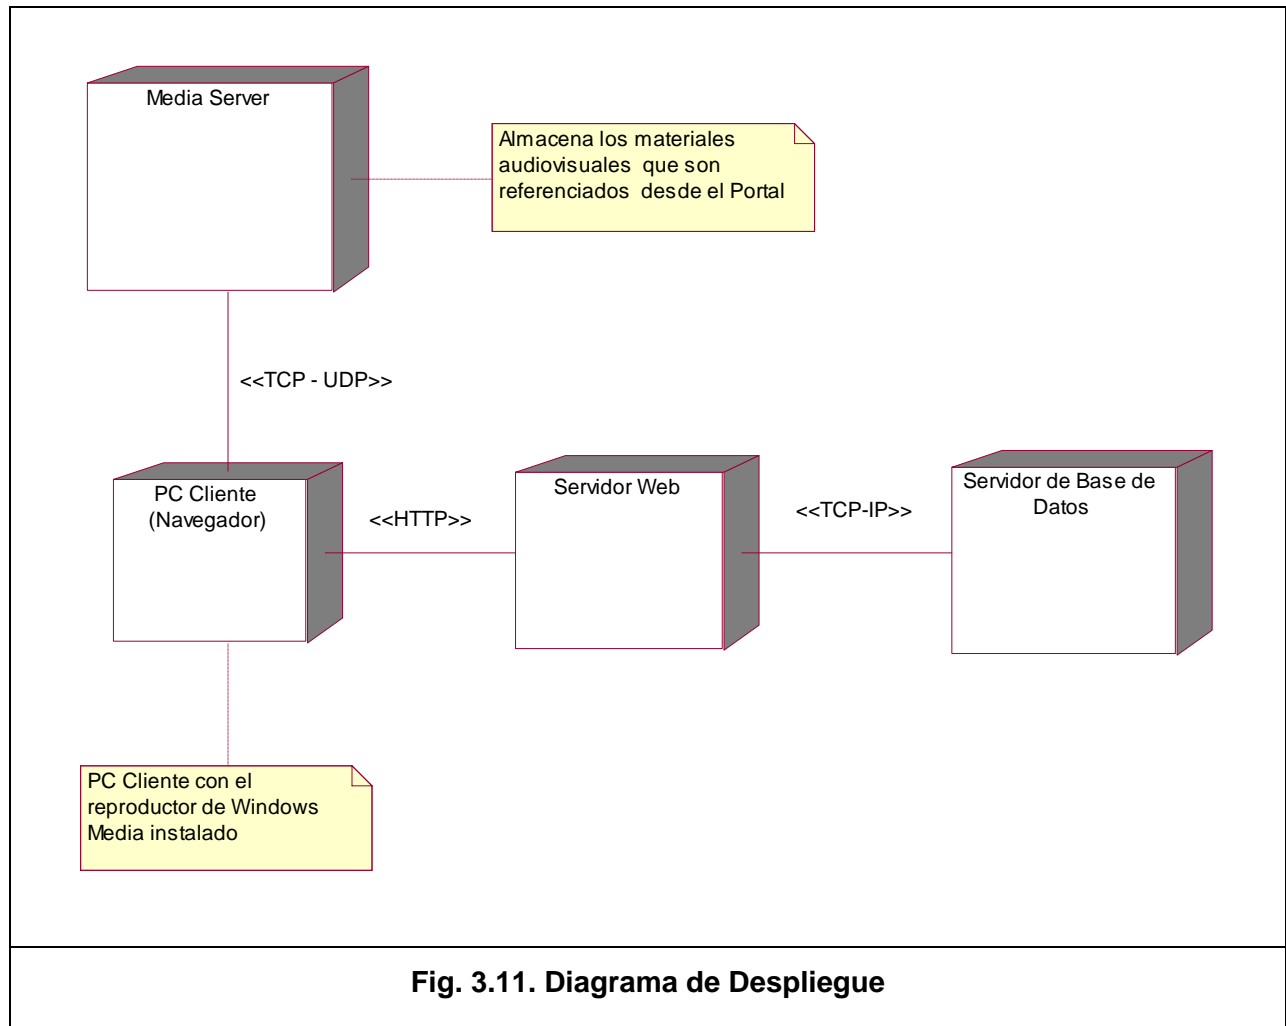 Media Server
Almacena los materiales
audiovisuales que son
referenciados desde el Portal
<<TCP - UDP>>
PC Cliente
(Navegador)
<<HTTP>>
Servidor Web
<<TCP-IP>>
Servidor de Base de
Datos
PC Cliente con el
reproductor de Windows
Media instalado
Fig. 3.11. Diagrama de Despliegue